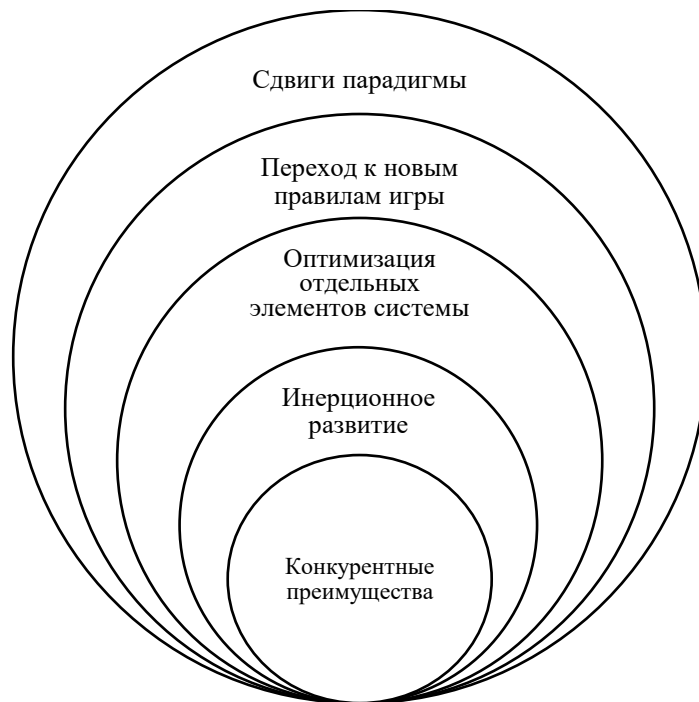 Сдвиги парадигмы
Переход к новым
правилам игры
Оптимизация
отдельных
элементов системы
Инерционное
развитие
Конкурентные
преимущества